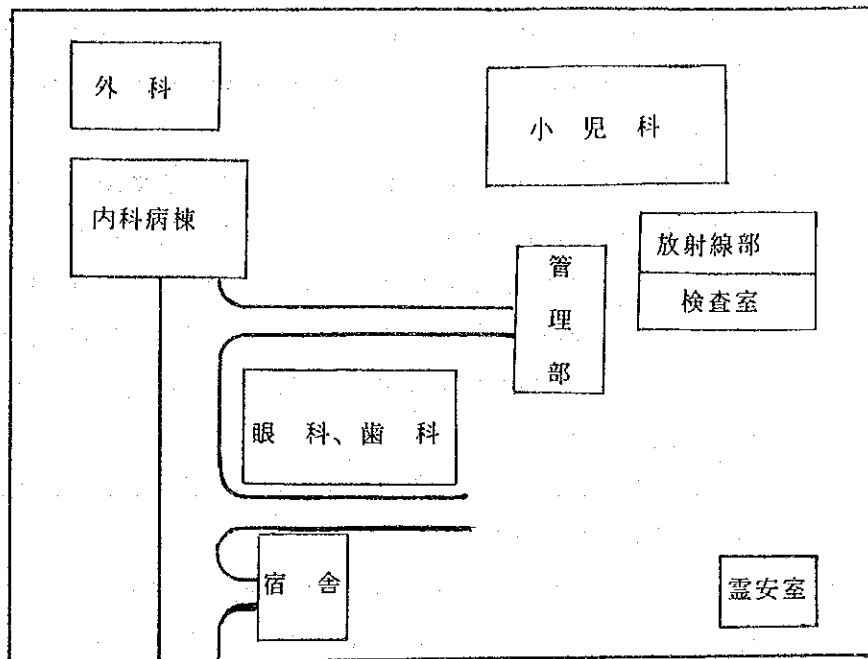 外科
小児科
内科病棟
放射線部
検査室
管理部
眼科、歯科
宿舎
霊安室